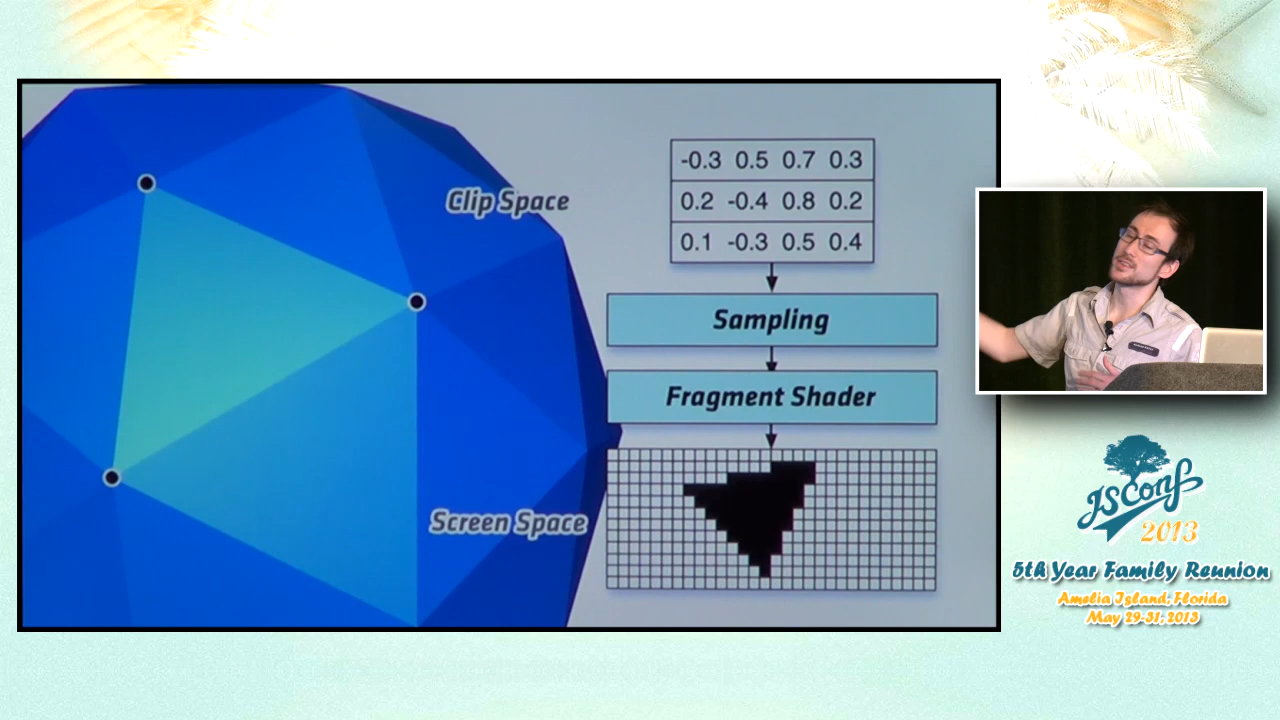 Clip Space
-0.3 0.5 0.7 0.3
0.2 -0.4 0.8 0.2
0.1 -0.3 0.5 0.4
Sampling
Fragment Shader
Screen Space
JSConf
2013
5th Year Family Reunion
Amelia Island, Florida
May 29-31, 2013